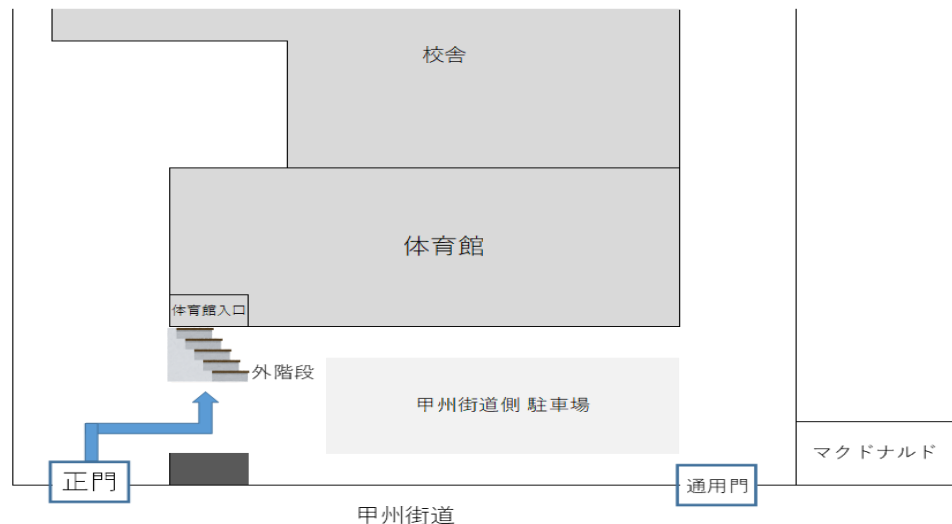 校舎
体育館
体育館入口
外階段
甲州街道側 駐車場
マクドナルド
正門
通用門
甲州街道